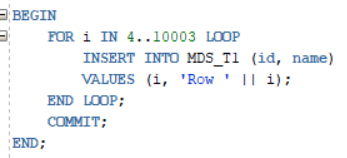 BEGIN
FOR i IN 4..10003 LOOP
INSERT INTO MDS_T1 (id, name)
VALUES (i, 'Row ' || i);
END LOOP;
COMMIT;
END;